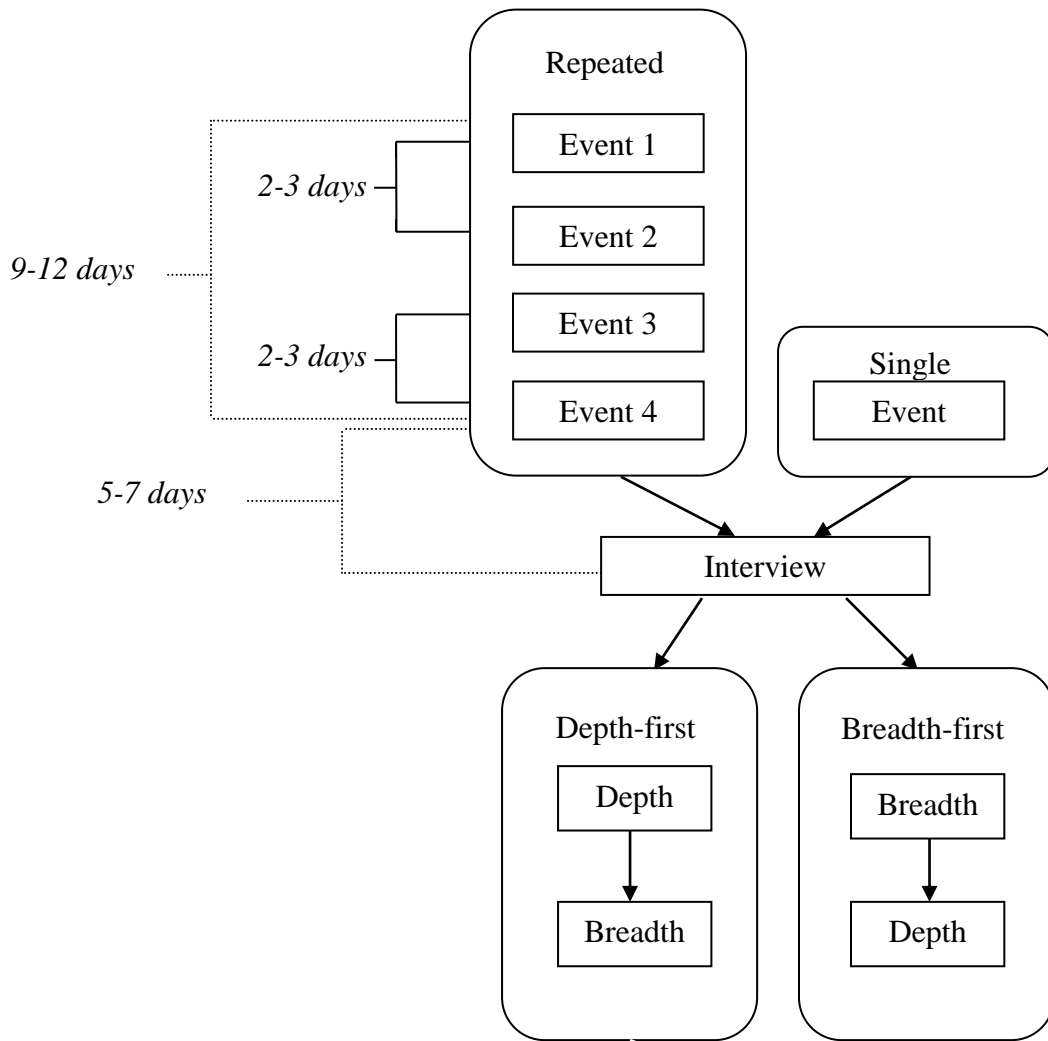 Repeated
Event 1
2-3 days
Event 2
9-12 days
Event 3
2-3 days
Event 4
Single
Event
5-7 days
Interview
Depth-first
Depth
Breadth
Breadth-first
Breadth
Depth